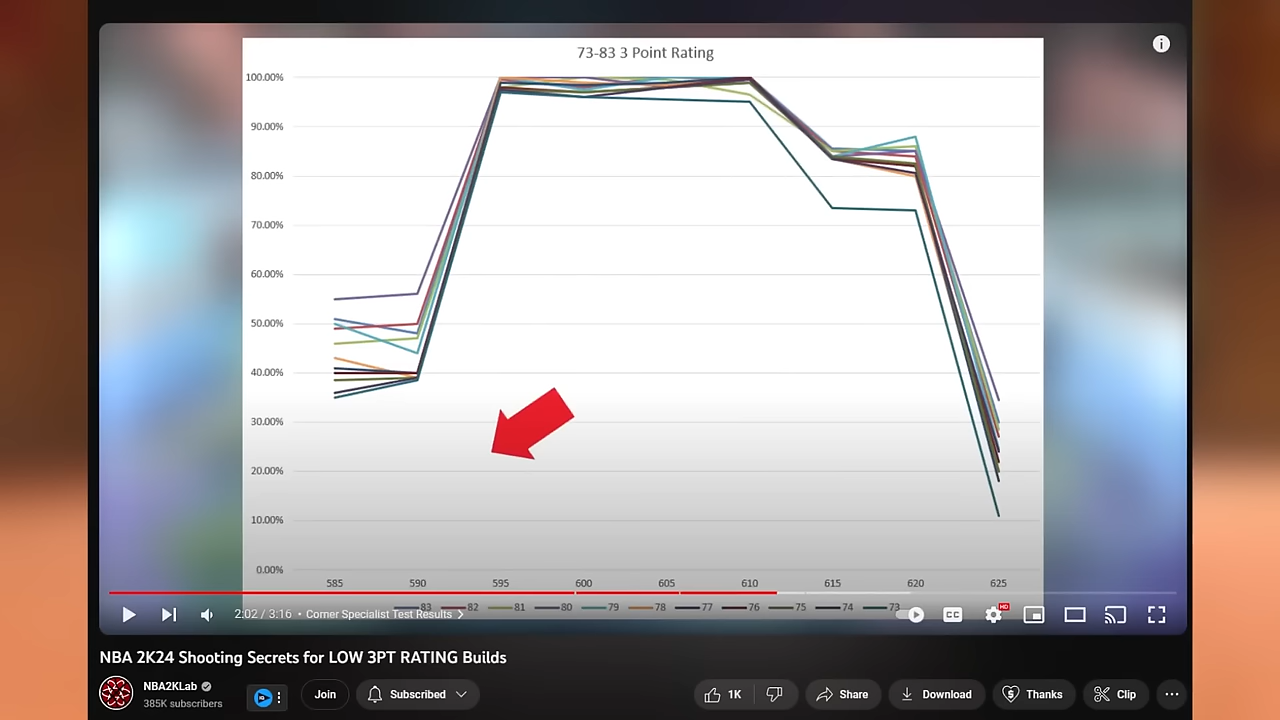 73-83 3 Point Rating
100.00%
90.00%
80.00%
70.00%
60.00%
50.00%
40.00%
30.00%
20.00%
10.00%
0.00%
585 590 595 600 605 610 615 620 625
83 82 81 80 79 78 77 76 75 74 73
2:02 / 3:16 • Corner Specialist Test Results
CC
HD
NBA 2K24 Shooting Secrets for LOW 3PT RATING Builds
NBA2KLab
385K subscribers
Join
Subscribed
1K
Share
Download
Thanks
Clip